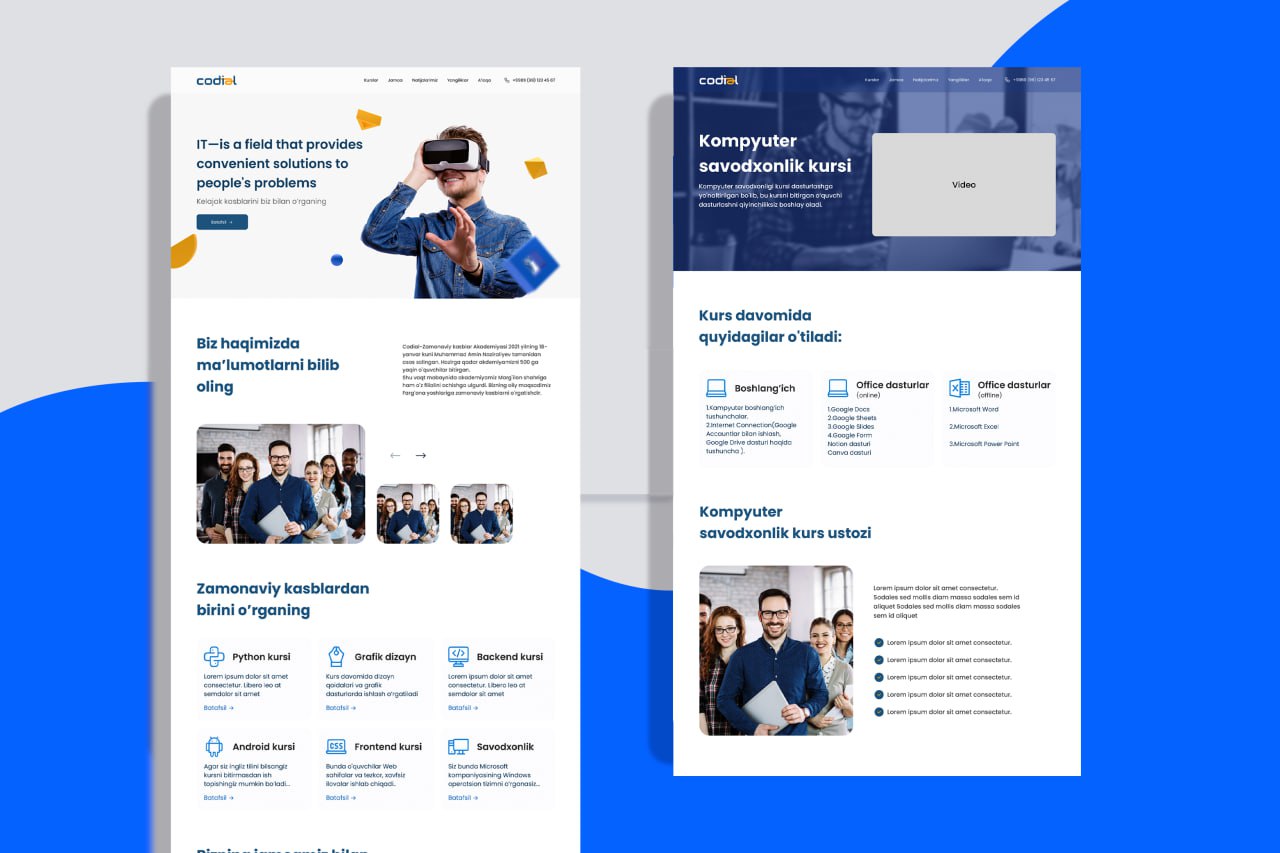 codial
Kurslar Jamoa Natijalarimiz Yangiliklar A'loqa +9989 (99) 123 45 67
IT—is a field that provides
convenient solutions to
people's problems
Kelajak kasblarini biz bilan o'rganing
Batafsil →
Biz haqimizda
ma'lumotlarni bilib
oling
Codial-Zamonaviy kasblar Akademiyasi 2021 yilning 18-
yanvar kuni Muhammad Amin Naziraliyev tomonidan
asos solingan. Hozirga qadar akdemiyamizni 500 ga
yaqin o'quvchilar bitirgan.
Shu vaqt mobaynida akademiyamiz Marg'ilon shahriga
ham o'z filialini ochishga ulgurdi. Bizning oliy maqsadimiz
Farg'ona yoshlariga zamonaviy kasblarni o'rgatishdir.
← →
Zamonaviy kasblardan
birini o'rganing
Python kursi
Lorem ipsum dolor sit amet
consectetur. Libero leo at
semdolor sit amet
Batafsil →
Grafik dizayn
Kurs davomida dizayn
qoidalari va grafik
dasturlarda ishlash o'rgatiladi
Batafsil →
Backend kursi
Lorem ipsum dolor sit amet
consectetur. Libero leo at
semdolor sit amet
Batafsil →
Android kursi
Agar siz ingliz tilini bilsangiz
kursni bitirmasdan ish
topishingiz mumkin bo'ladi...
Batafsil →
CSS
Frontend kursi
Bunda o'quvchilar Web
sahifalar va tezkor, xavfsiz
ilovalar ishlab chiqadi..
Batafsil →
Savodxonlik
Siz bunda Microsoft
kompaniyasining Windows
operatsion tizimni o'rganasiz...
Batafsil →
Bizning jamoamiz bilan
codial
Kurslar Jamoa Natijalarimiz Yangiliklar A'loqa +9989 (99) 123 45 67
Kompyuter
savodxonlik kursi
Kompyuter savodxonligi kursi dasturlashga
yo'naltirilgan bo'lib, bu kursni bitirgan o'quvchi
dasturlashni qiyinchiliksiz boshlay oladi.
Video
Kurs davomida
quyidagilar o'tiladi:
Boshlang'ich
1.Kampyuter boshlang'ich
tushunchalar.
2.Internet Connection(Google
Accountlar bilan ishlash,
Google Drive dasturi haqida
tushuncha ).
Office dasturlar
(online)
1.Google Docs
2.Google Sheets
3.Google Slides
4.Google Form
Notion dasturi
Canva dasturi
Office dasturlar
(offline)
1.Microsoft Word
2.Microsoft Excel
3.Microsoft Power Point
Kompyuter
savodxonlik kurs ustozi
Lorem ipsum dolor sit amet consectetur.
Sodales sed mollis diam massa sodales sem id
aliquet Sodales sed mollis diam massa sodales
sem id aliquet
Lorem ipsum dolor sit amet consectetur.
Lorem ipsum dolor sit amet consectetur.
Lorem ipsum dolor sit amet consectetur.
Lorem ipsum dolor sit amet consectetur.
Lorem ipsum dolor sit amet consectetur.